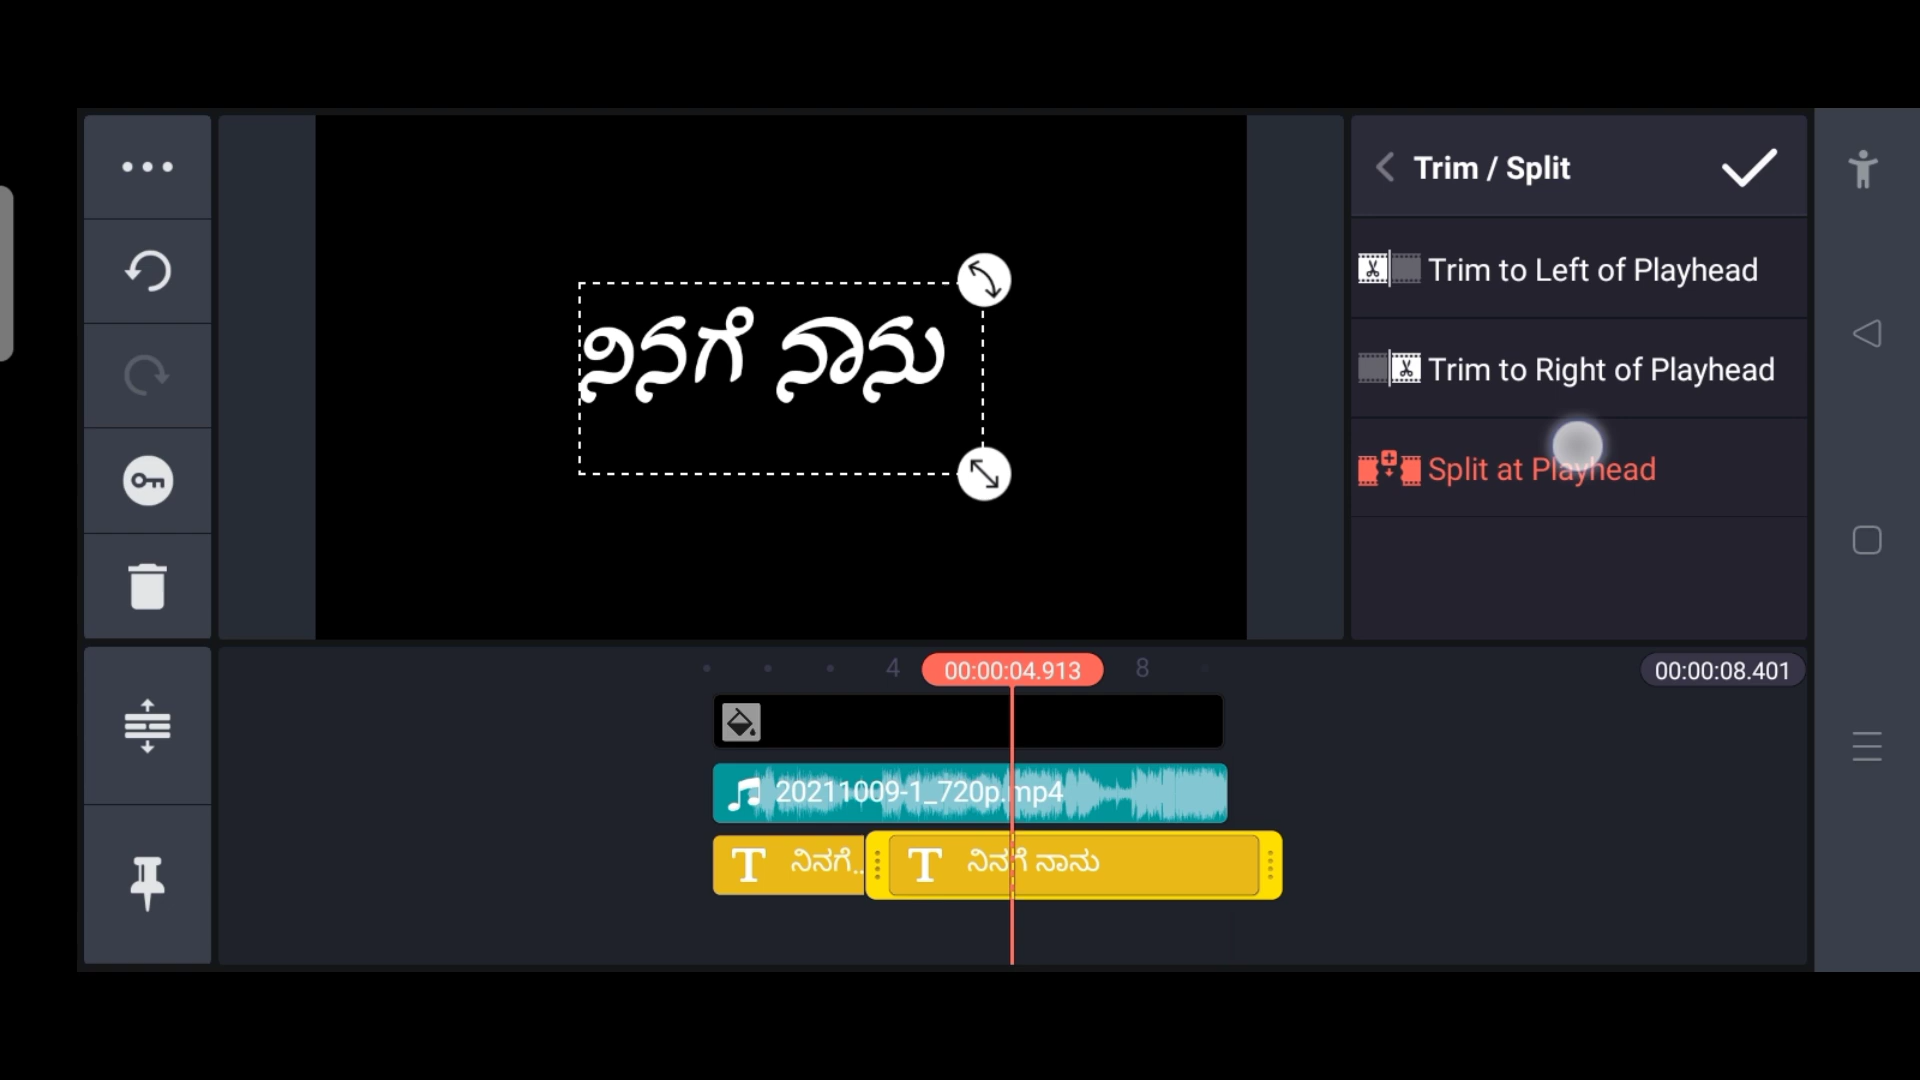 Trim / Split
Trim to Left of Playhead
ನಿನಗೆ ನಾನು
Trim to Right of Playhead
Split at Playhead
4
00:00:04.913
8
00:00:08.401
20211009-1_720p.mp4
T ನಿನಗೆ..
T ನಿನಗೆ ನಾನು